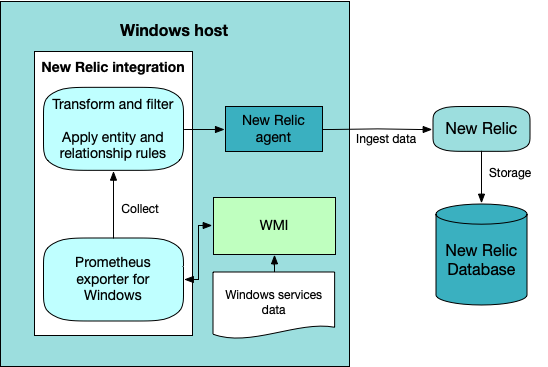 Windows host
New Relic integration
Transform and filter
Apply entity and
relationship rules
New Relic
agent
Ingest data
New Relic
Storage
Collect
New Relic
Database
WMI
Prometheus
exporter for
Windows
Windows services
data